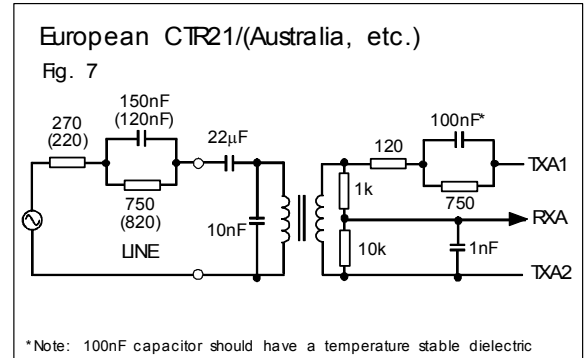 European CTR21/(Australia, etc.)
Fig. 7
150nF
(120nF)
270
(220)
22µF
750
(820)
10nF
LINE
120
100nF*
750
TXA1
1k
RXA
10k
1nF
TXA2
*Note: 100nF capacitor should have a temperature stable dielectric